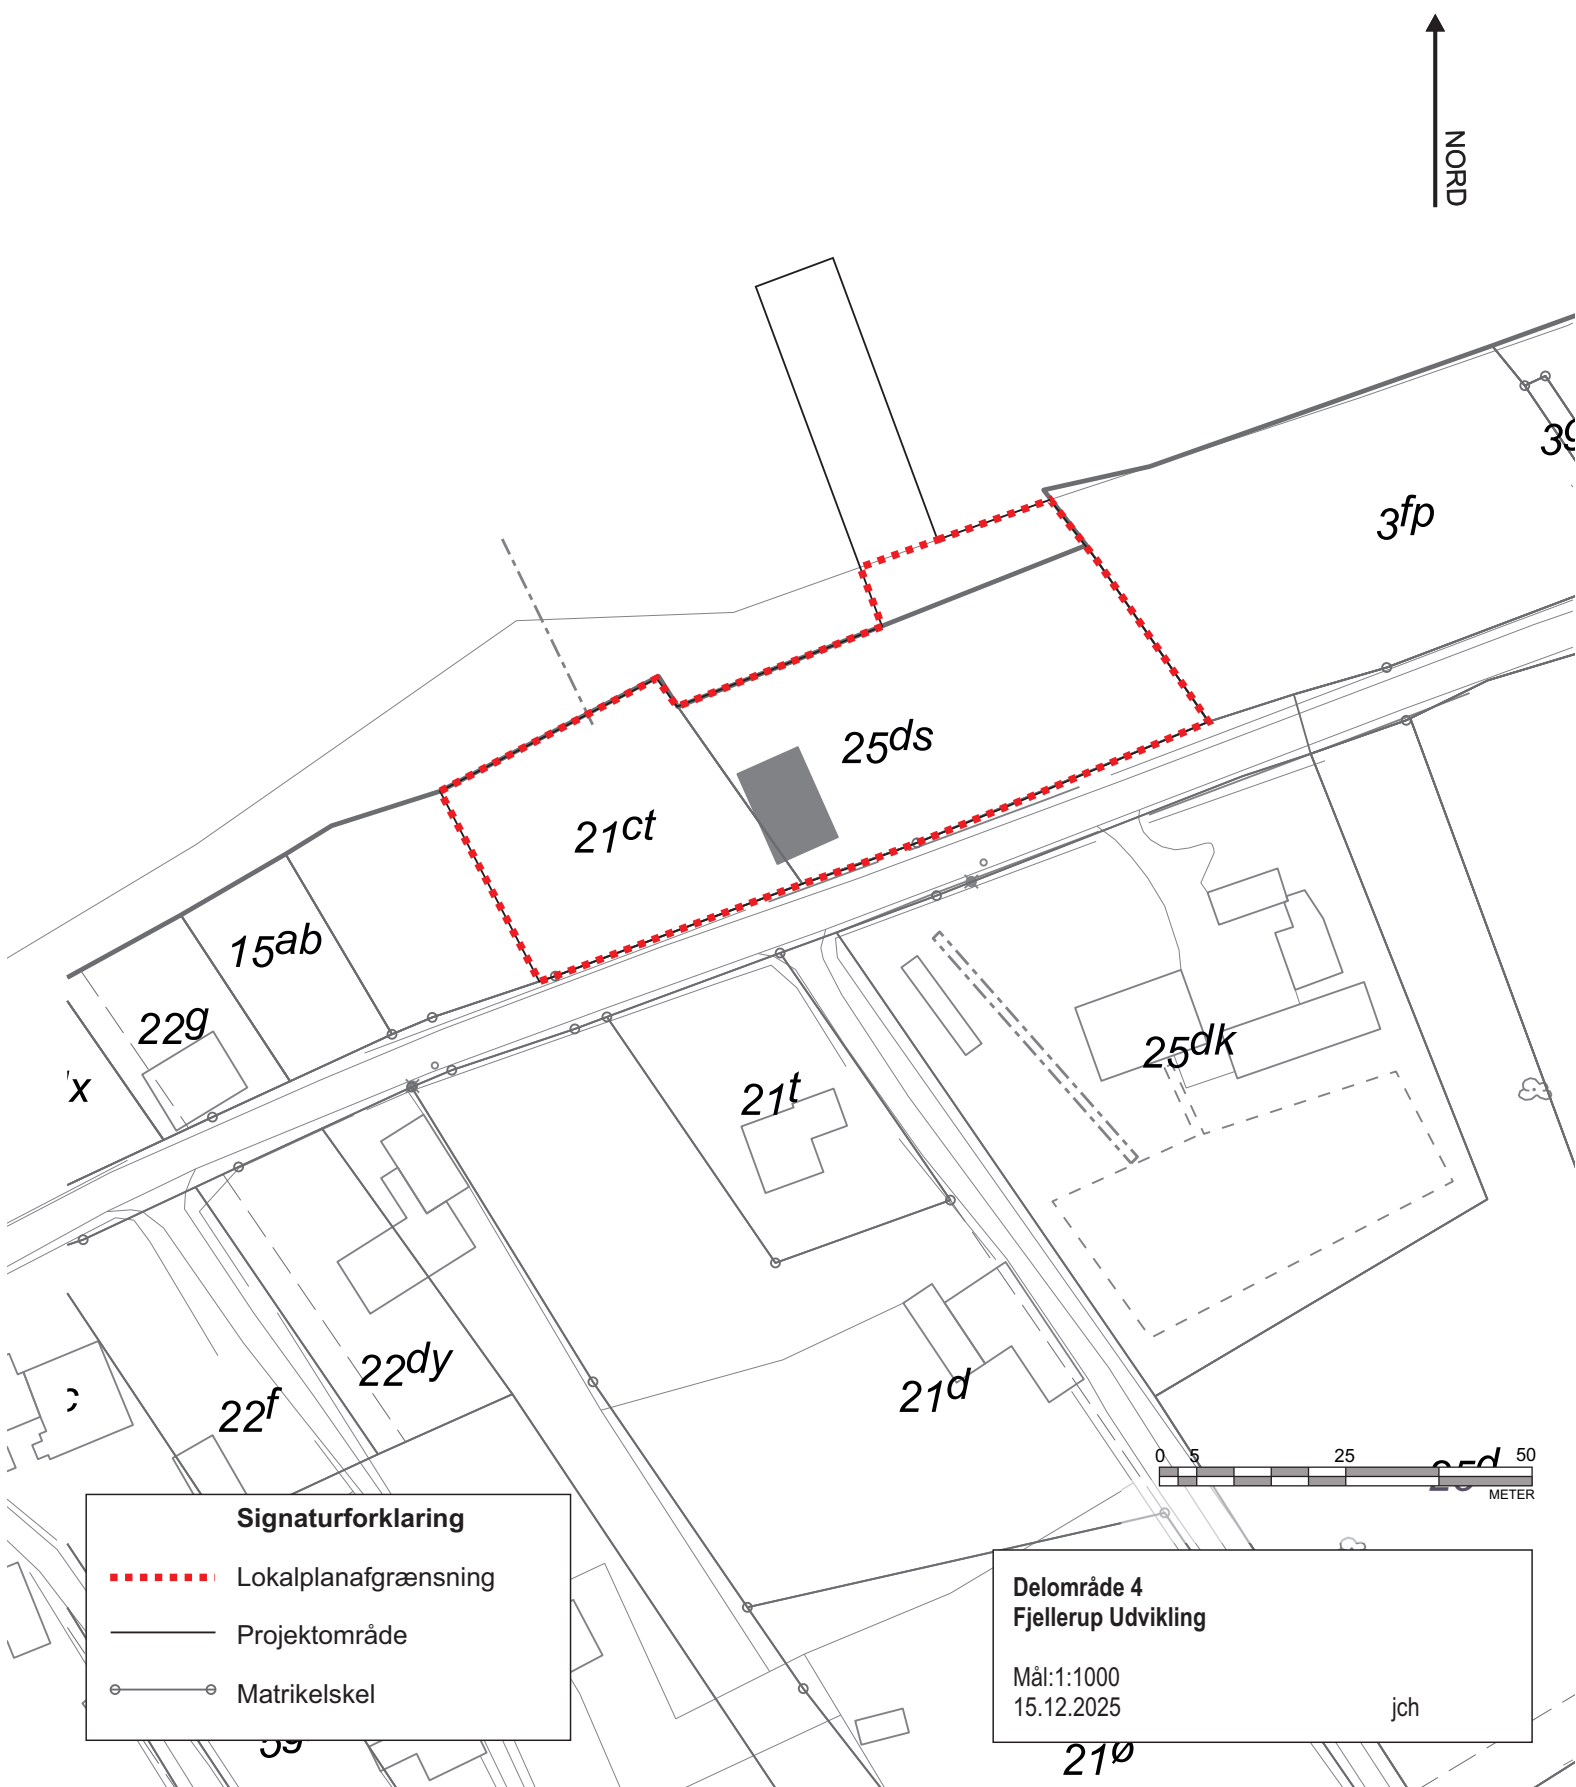 NORD
3fp
25ds
21ct
15ab
22g
x
21t
25dk
22dy
22f
21d
0 5 25 50
METER
Signaturforklaring
Lokalplanafgrænsning
Projektområde
Matrikelskel
Delområde 4
Fjellerup Udvikling
Mål:1:1000
15.12.2025 jch
21ø